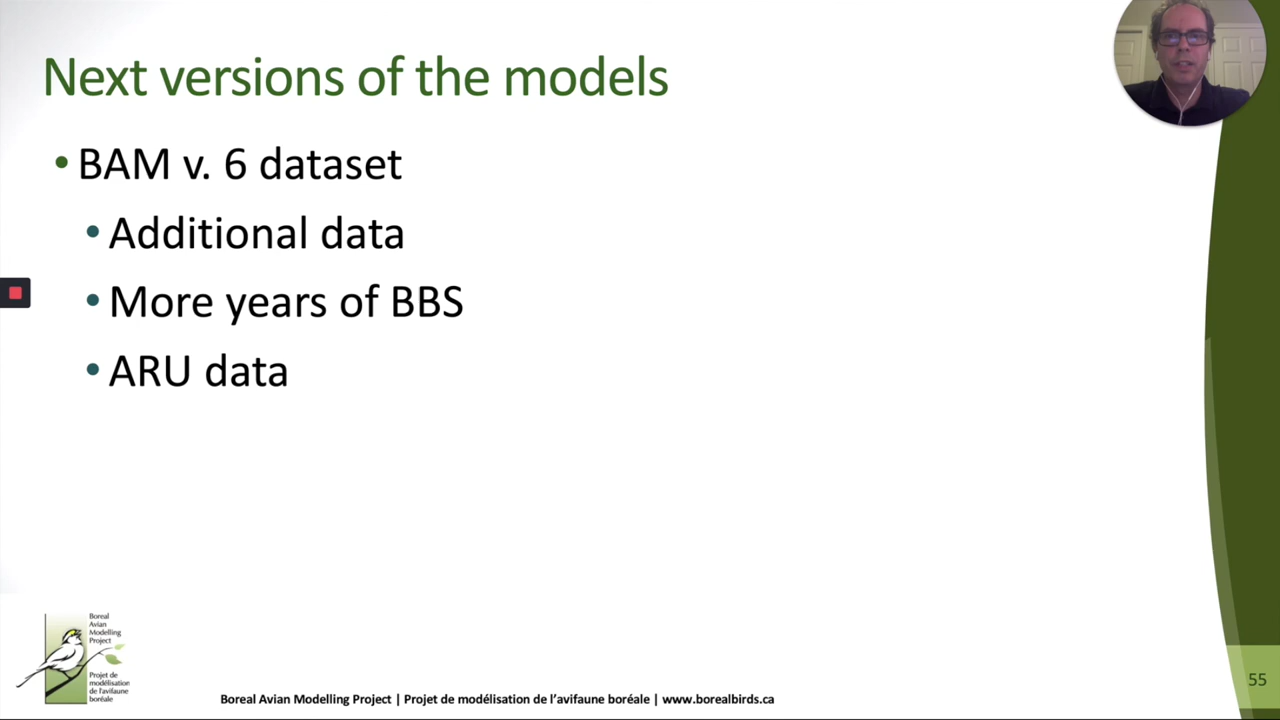 Next versions of the models
• BAM v. 6 dataset
• Additional data
• More years of BBS
• ARU data
Boreal
Avian
Modelling
Project
Projet de
modélisation
de l'avifaune
boréale
Boreal Avian Modelling Project | Projet de modélisation de l'avifaune boréale | www.borealbirds.ca
55